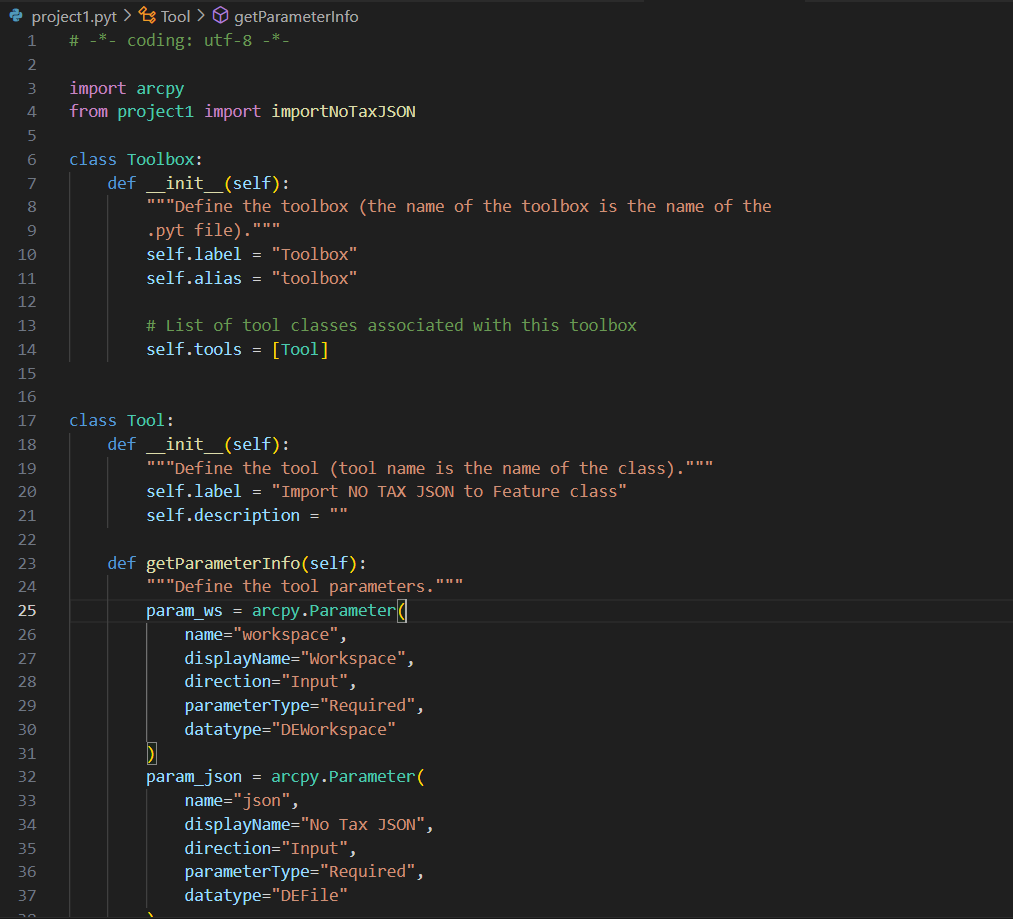 project1.pyt > Tool > getParameterInfo
1 # -*- coding: utf-8 -*-
2
3 import arcpy
4 from project1 import importNoTaxJSON
5
6 class Toolbox:
7     def __init__(self):
8         """Define the toolbox (the name of the toolbox is the name of the
9         .pyt file)."""
10         self.label = "Toolbox"
11         self.alias = "toolbox"
12
13         # List of tool classes associated with this toolbox
14         self.tools = [Tool]
15
16
17 class Tool:
18     def __init__(self):
19         """Define the tool (tool name is the name of the class)."""
20         self.label = "Import NO TAX JSON to Feature class"
21         self.description = ""
22
23     def getParameterInfo(self):
24         """Define the tool parameters."""
25         param_ws = arcpy.Parameter(
26             name="workspace",
27             displayName="Workspace",
28             direction="Input",
29             parameterType="Required",
30             datatype="DEWorkspace"
31         )
32         param_json = arcpy.Parameter(
33             name="json",
34             displayName="No Tax JSON",
35             direction="Input",
36             parameterType="Required",
37             datatype="DEFile"
38         )